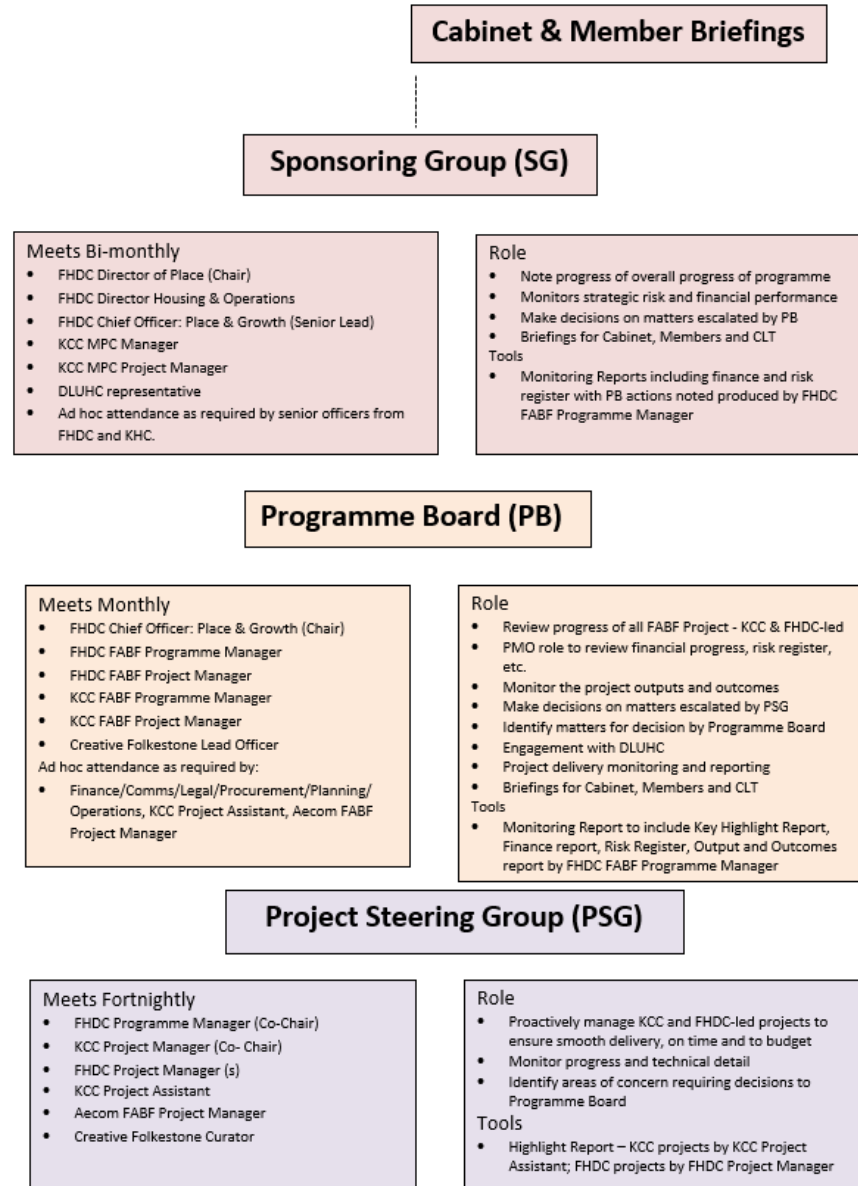 Cabinet & Member Briefings
Sponsoring Group (SG)
Meets Bi-monthly
• FHDC Director of Place (Chair)
• FHDC Director Housing & Operations
• FHDC Chief Officer: Place & Growth (Senior Lead)
• KCC MPC Manager
• KCC MPC Project Manager
• DLUHC representative
• Ad hoc attendance as required by senior officers from
FHDC and KHC.
Role
• Note progress of overall progress of programme
• Monitors strategic risk and financial performance
• Make decisions on matters escalated by PB
• Briefings for Cabinet, Members and CLT
Tools
• Monitoring Reports including finance and risk
register with PB actions noted produced by FHDC
FABF Programme Manager
Programme Board (PB)
Meets Monthly
• FHDC Chief Officer: Place & Growth (Chair)
• FHDC FABF Programme Manager
• FHDC FABF Project Manager
• KCC FABF Programme Manager
• KCC FABF Project Manager
• Creative Folkestone Lead Officer
Ad hoc attendance as required by:
• Finance/Comms/Legal/Procurement/Planning/
Operations, KCC Project Assistant, Aecom FABF
Project Manager
Role
• Review progress of all FABF Project - KCC & FHDC-led
• PMO role to review financial progress, risk register,
etc.
• Monitor the project outputs and outcomes
• Make decisions on matters escalated by PSG
• Identify matters for decision by Programme Board
• Engagement with DLUHC
• Project delivery monitoring and reporting
• Briefings for Cabinet, Members and CLT
Tools
• Monitoring Report to include Key Highlight Report,
Finance report, Risk Register, Output and Outcomes
report by FHDC FABF Programme Manager
Project Steering Group (PSG)
Meets Fortnightly
• FHDC Programme Manager (Co-Chair)
• KCC Project Manager (Co- Chair)
• FHDC Project Manager (s)
• KCC Project Assistant
• Aecom FABF Project Manager
• Creative Folkestone Curator
Role
• Proactively manage KCC and FHDC-led projects to
ensure smooth delivery, on time and to budget
• Monitor progress and technical detail
• Identify areas of concern requiring decisions to
Programme Board
Tools
• Highlight Report – KCC projects by KCC Project
Assistant; FHDC projects by FHDC Project Manager